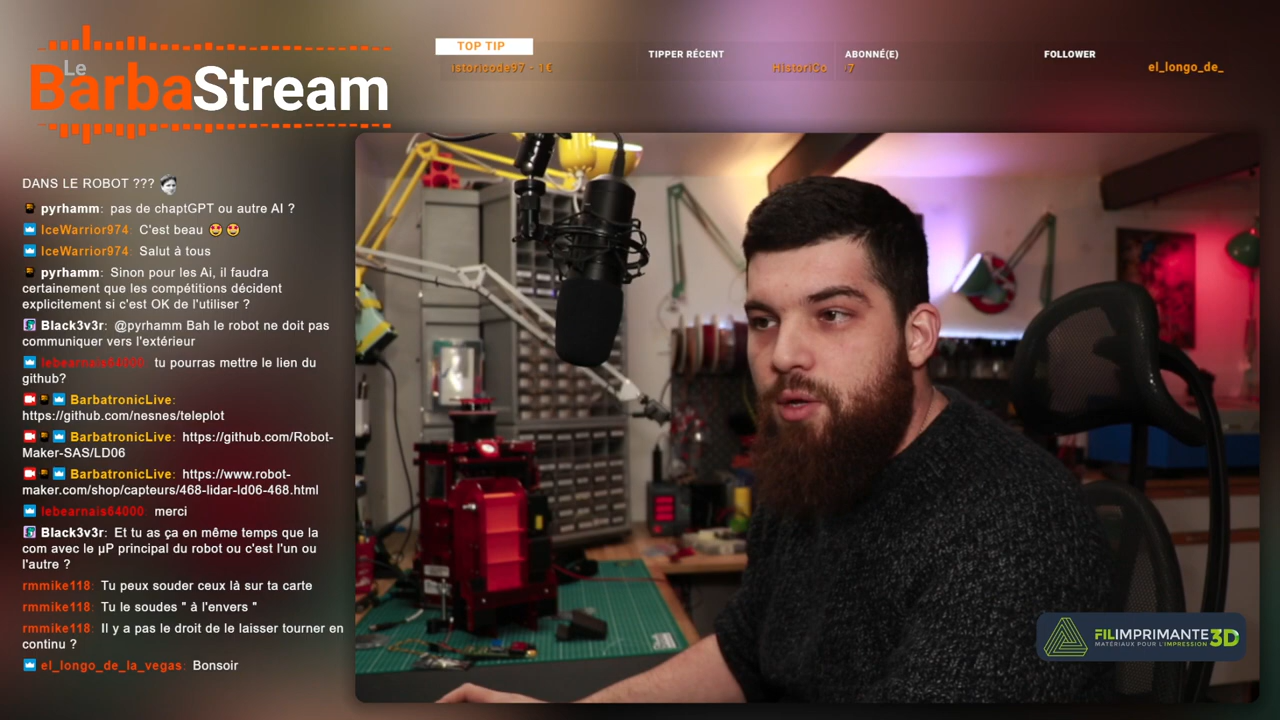 Le
BarbaStream
TOP TIP
istoricode97 - 1€
TIPPER RÉCENT
HistoriCo
ABONNÉ(E)
7
FOLLOWER
el_longo_de_
DANS LE ROBOT ???
pyrhamm: pas de chaptGPT ou autre AI ?
IceWarrior974: C'est beau
IceWarrior974: Salut à tous
pyrhamm: Sinon pour les Ai, il faudra
certainement que les compétitions décident
explicitement si c'est OK de l'utiliser ?
Black3v3r: @pyrhamm Bah le robot ne doit pas
communiquer vers l'extérieur
lebearnais64000: tu pourras mettre le lien du
github?
BarbatronicLive:
https://github.com/nesnes/teleplot
BarbatronicLive: https://github.com/Robot-
Maker-SAS/LD06
BarbatronicLive: https://www.robot-
maker.com/shop/capteurs/468-lidar-ld06-468.html
lebearnais64000: merci
Black3v3r: Et tu as ça en même temps que la
com avec le µP principal du robot ou c'est l'un ou
l'autre ?
rmmike118: Tu peux souder ceux là sur ta carte
rmmike118: Tu le soudes " à l'envers "
rmmike118: Il y a pas le droit de le laisser tourner en
continu ?
el_longo_de_la_vegas: Bonsoir
FILIMPRIMANTE3D
MATÉRIAUX POUR L'IMPRESSION